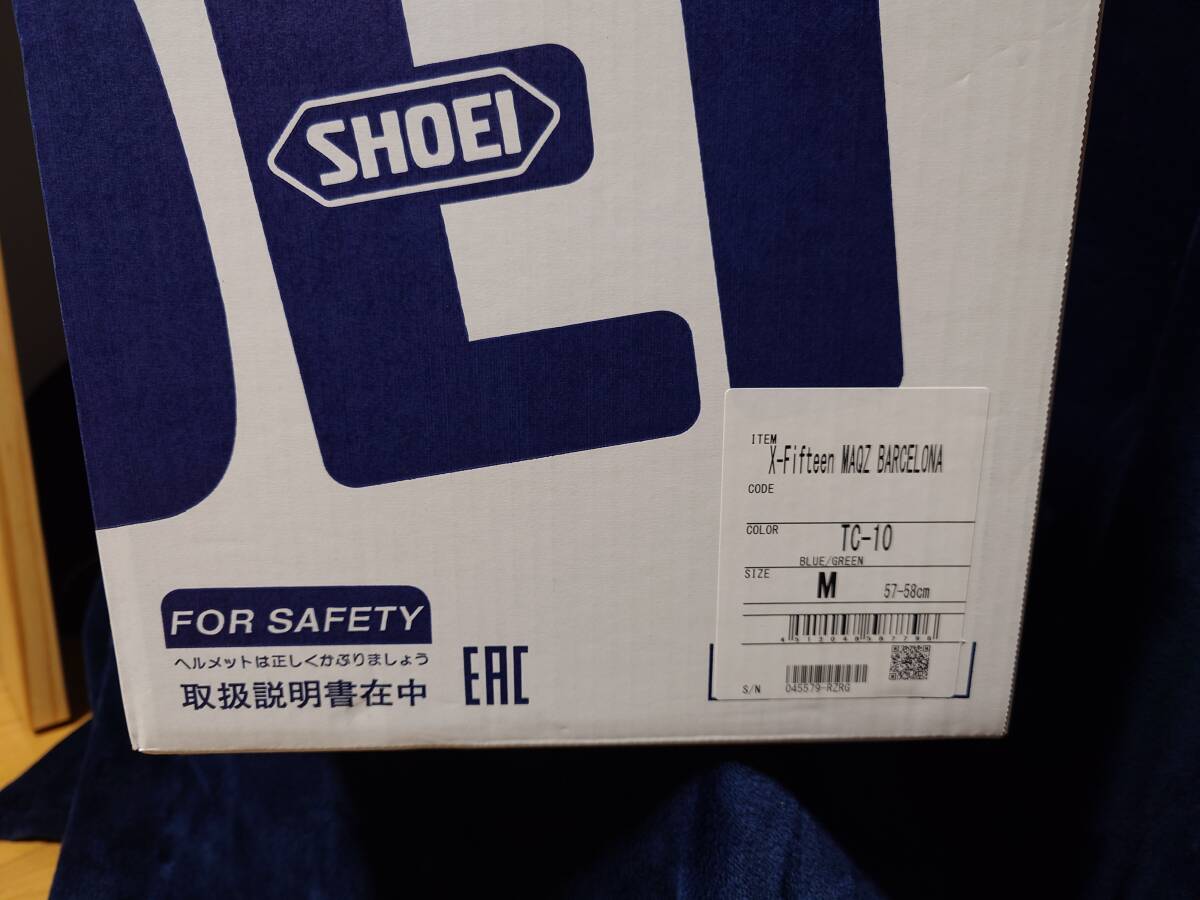 SHOEI
FOR SAFETY
ヘルメットは正しくかぶりましょう
取扱説明書在中
EAC
ITEM
X-Fifteen MAQZ BARCELONA
CODE
COLOR
TC-10
BLUE/GREEN
SIZE
M 57-58cm
S/N
045579-RZRG